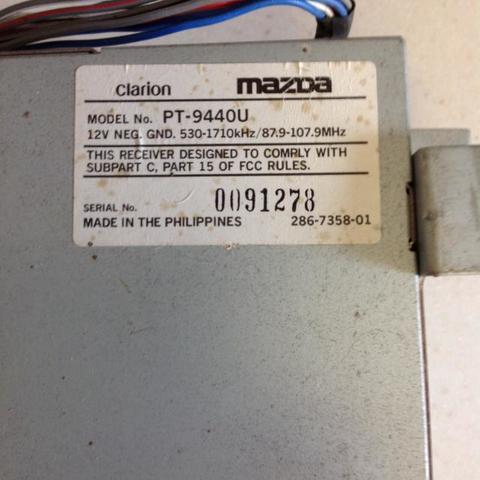 Clarion mazda
MODEL No. PT-9440U
12V NEG. GND. 530-1710kHz/87.9-107.9MHz
THIS RECEIVER DESIGNED TO COMPLY WITH
SUBPART C, PART 15 OF FCC RULES.
SERIAL No. 0091278
MADE IN THE PHILIPPINES 286-7358-01